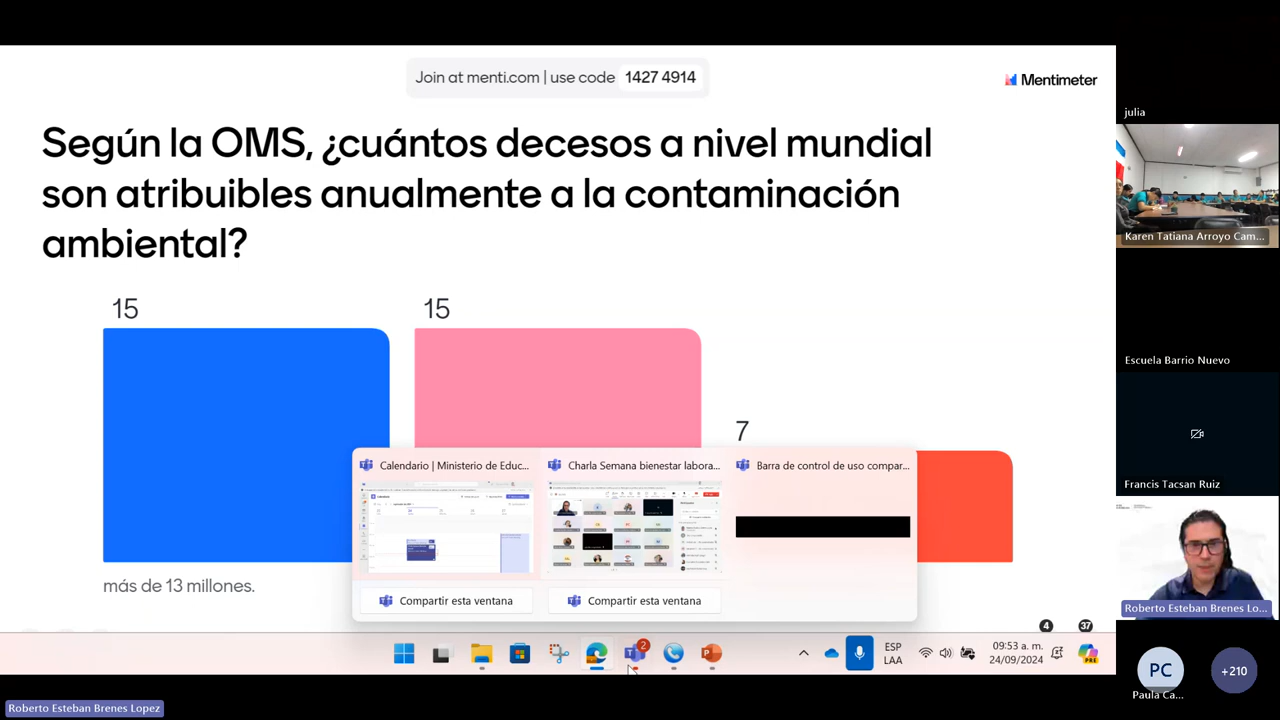 Join at menti.com | use code 1427 4914
Mentimeter
Según la OMS, ¿cuántos decesos a nivel mundial
son atribuibles anualmente a la contaminación
ambiental?
15
15
7
más de 13 millones.
Calendario | Ministerio de Educ...
Charla Semana bienestar labora...
Barra de control de uso compar...
Compartir esta ventana
Compartir esta ventana
4
37
2
ESP
LAA
09:53 a. m.
24/09/2024
PRE
julia
Karen Tatiana Arroyo Cam...
Escuela Barrio Nuevo
Francis Tacsan Ruiz
Roberto Esteban Brenes Lo...
PC
+210
Paula Ca...
Roberto Esteban Brenes Lopez